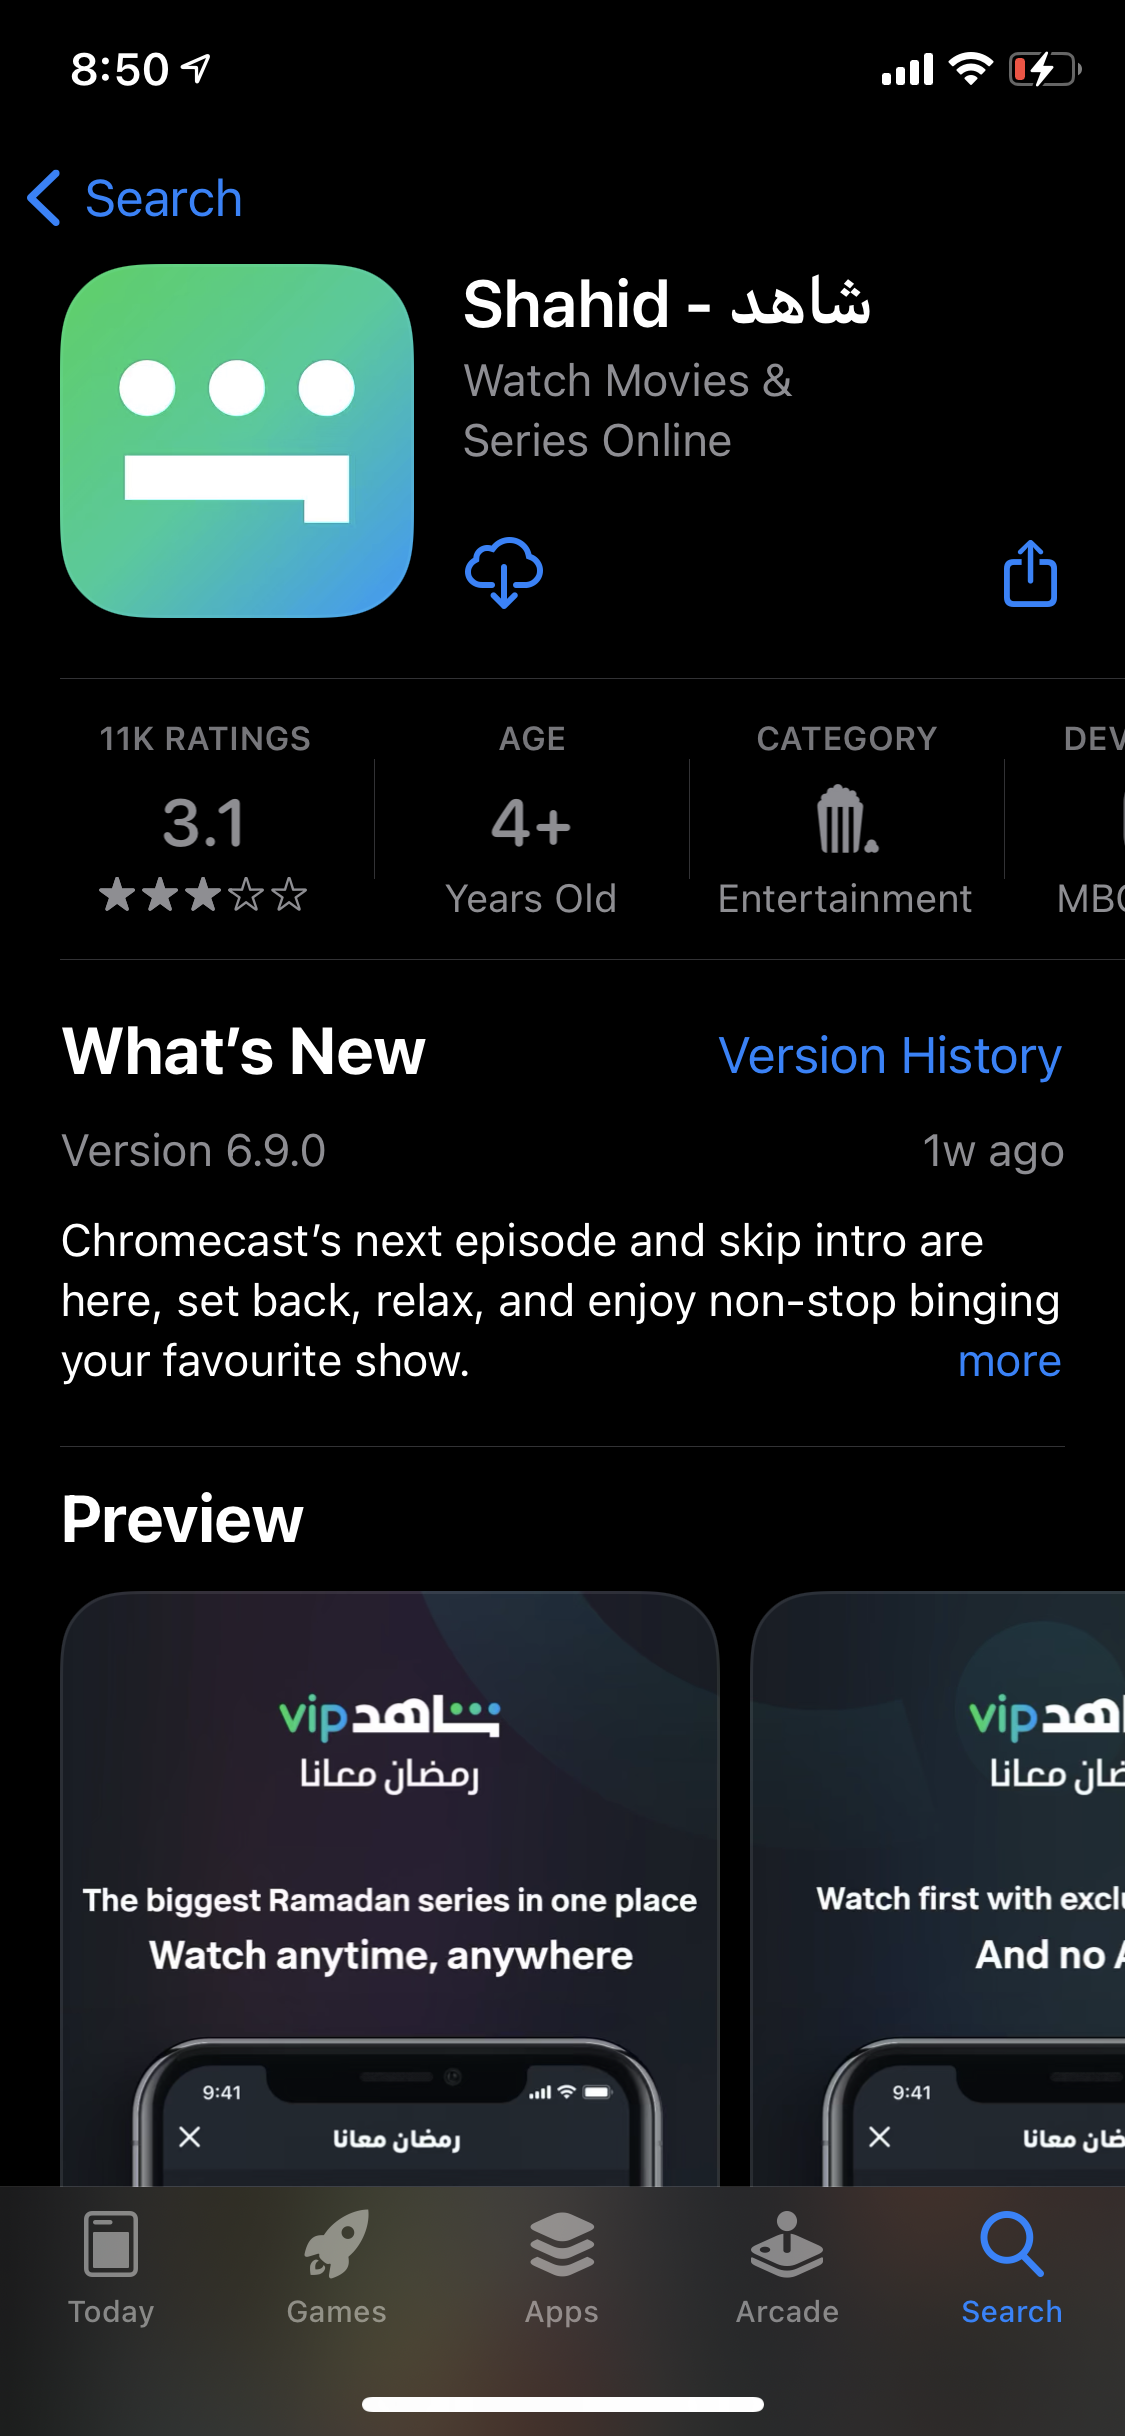 8:50
Search
Shahid - شاهد
Watch Movies &
Series Online
11K RATINGS
3.1
AGE
4+
Years Old
CATEGORY
Entertainment
DEV
MBC
What's New
Version History
Version 6.9.0
1w ago
Chromecast's next episode and skip intro are
here, set back, relax, and enjoy non-stop binging
your favourite show.
more
Preview
شاهد vip
رمضان معانا
The biggest Ramadan series in one place
Watch anytime, anywhere
9:41
رمضان معانا
اهد vip
ضان معانا
Watch first with exclu
And no A
9:41
ضان معانا
Today
Games
Apps
Arcade
Search